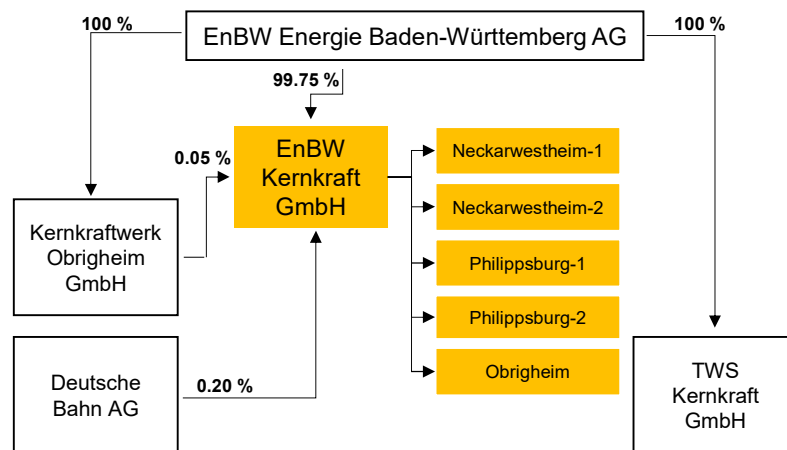 100 %
EnBW Energie Baden-Württemberg AG
100 %
99.75 %
EnBW
Kernkraft
GmbH
0.05 %
Neckarwestheim-1
Neckarwestheim-2
Kernkraftwerk
Obrigheim
GmbH
Philippsburg-1
Philippsburg-2
Obrigheim
Deutsche
Bahn AG
0.20 %
TWS
Kernkraft
GmbH